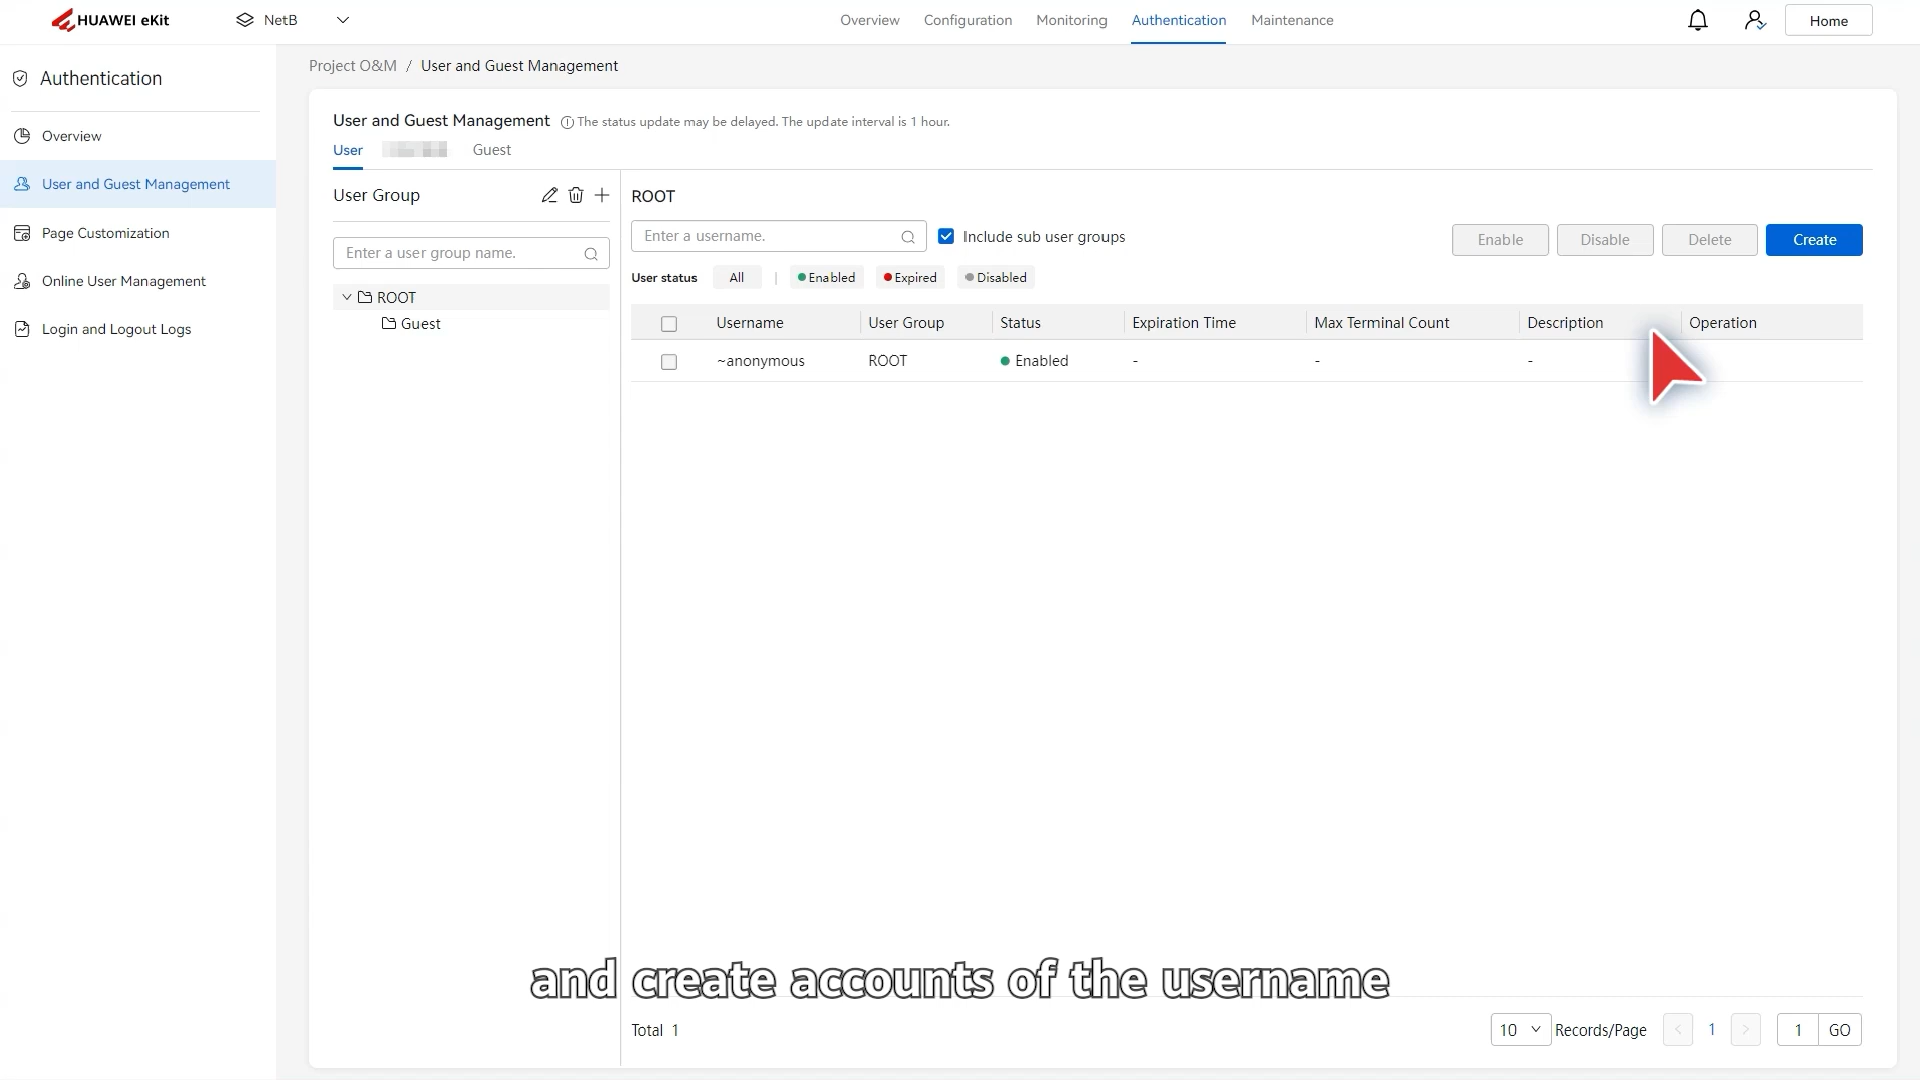 HUAWEI eKit
NetB
Overview
Configuration
Monitoring
Authentication
Maintenance
Home
Authentication
Overview
User and Guest Management
Page Customization
Online User Management
Login and Logout Logs
Project O&M / User and Guest Management
User and Guest Management
The status update may be delayed. The update interval is 1 hour.
User
Guest
User Group
Enter a user group name.
ROOT
Guest
ROOT
Enter a username.
Include sub user groups
Enable
Disable
Delete
Create
User status
All
|
Enabled
Expired
Disabled
Username
User Group
Status
Expiration Time
Max Terminal Count
Description
Operation
~anonymous
ROOT
Enabled
-
-
-
and create accounts of the username
Total 1
10
Records/Page
<
1
>
1
GO